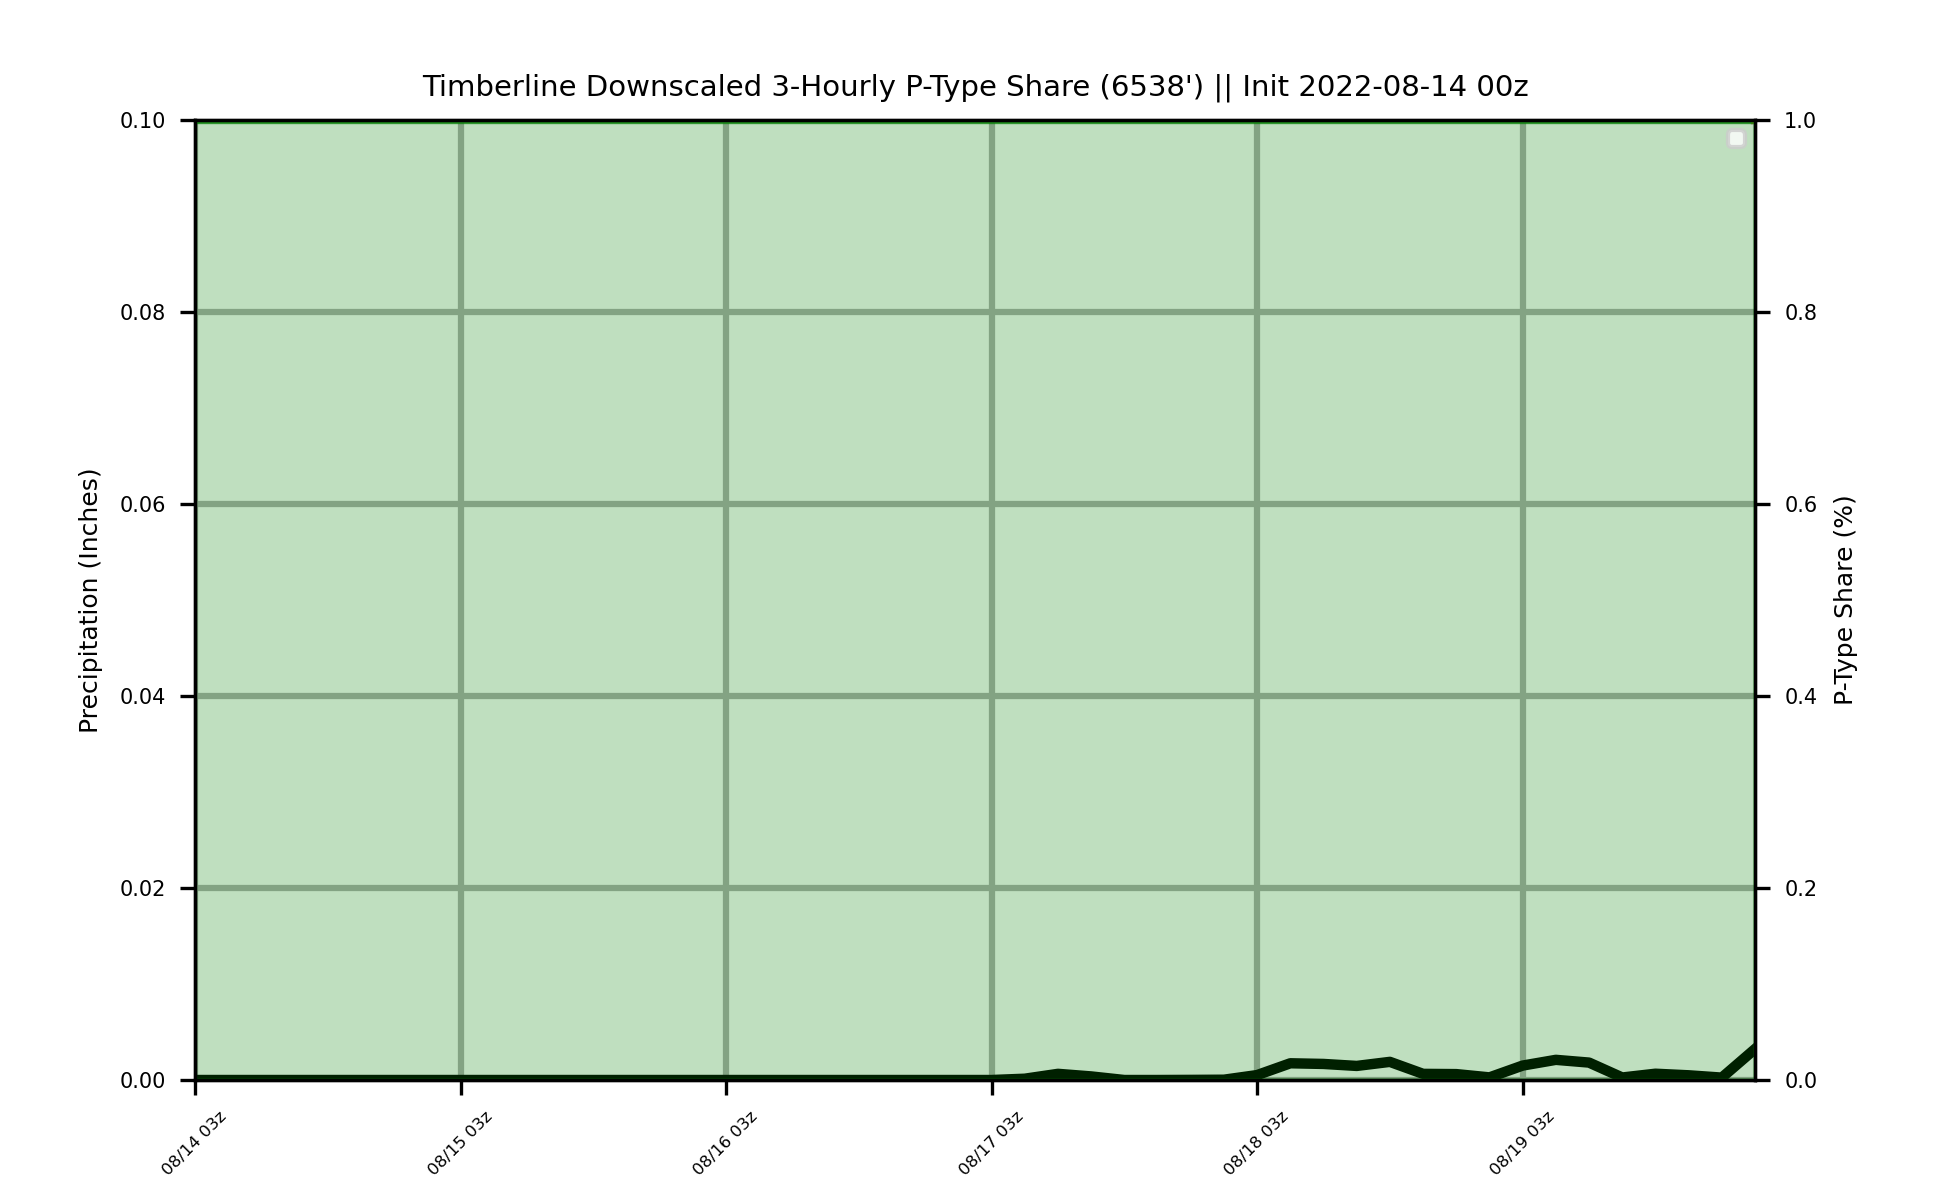 Timberline Downscaled 3-Hourly P-Type Share (6538') || Init 2022-08-14 00z
0.10
0.08
0.06
0.04
0.02
0.00
Precipitation (Inches)
1.0
0.8
0.6
0.4
0.2
0.0
P-Type Share (%)
08/14 03z
08/15 03z
08/16 03z
08/17 03z
08/18 03z
08/19 03z